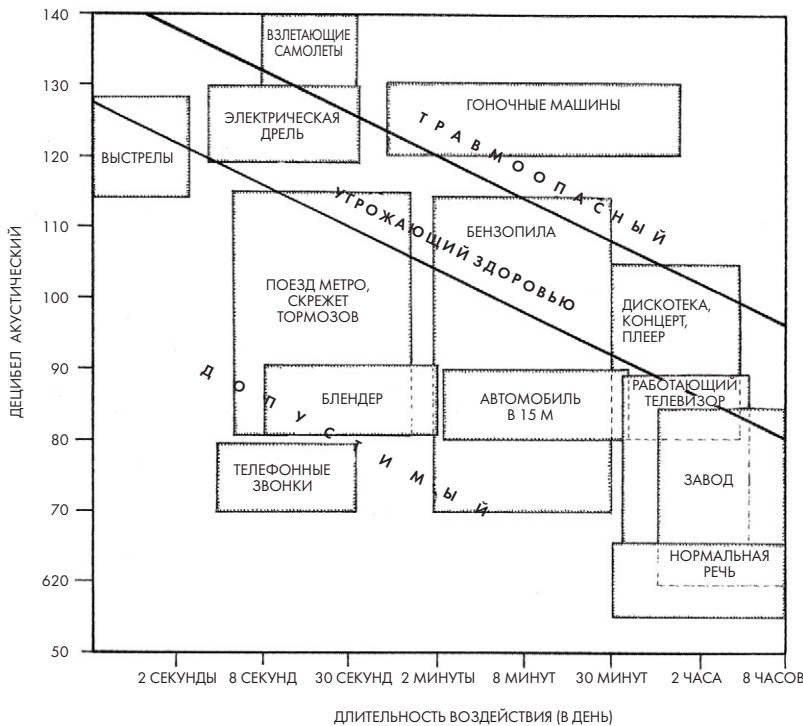 140
130
120
110
100
90
80
70
620
50
ДЕЦИБЕЛ АКУСТИЧЕСКИЙ
ВЗЛЕТАЮЩИЕ
САМОЛЕТЫ
ЭЛЕКТРИЧЕСКАЯ
ДРЕЛЬ
ГОНОЧНЫЕ МАШИНЫ
ВЫСТРЕЛЫ
ТРАВМООПАСНЫЙ
УГРОЖАЮЩИЙ ЗДОРОВЬЮ
БЕНЗОПИЛА
ПОЕЗД МЕТРО,
СКРЕЖЕТ
ТОРМОЗОВ
ДИСКОТЕКА,
КОНЦЕРТ,
ПЛЕЕР
ДОПУСТИМЫЙ
БЛЕНДЕР
АВТОМОБИЛЬ
В 15 М
РАБОТАЮЩИЙ
ТЕЛЕВИЗОР
ТЕЛЕФОННЫЕ
ЗВОНКИ
ЗАВОД
НОРМАЛЬНАЯ
РЕЧЬ
2 СЕКУНДЫ
8 СЕКУНД
30 СЕКУНД
2 МИНУТЫ
8 МИНУТ
30 МИНУТ
2 ЧАСА
8 ЧАСОВ
ДЛИТЕЛЬНОСТЬ ВОЗДЕЙСТВИЯ (В ДЕНЬ)